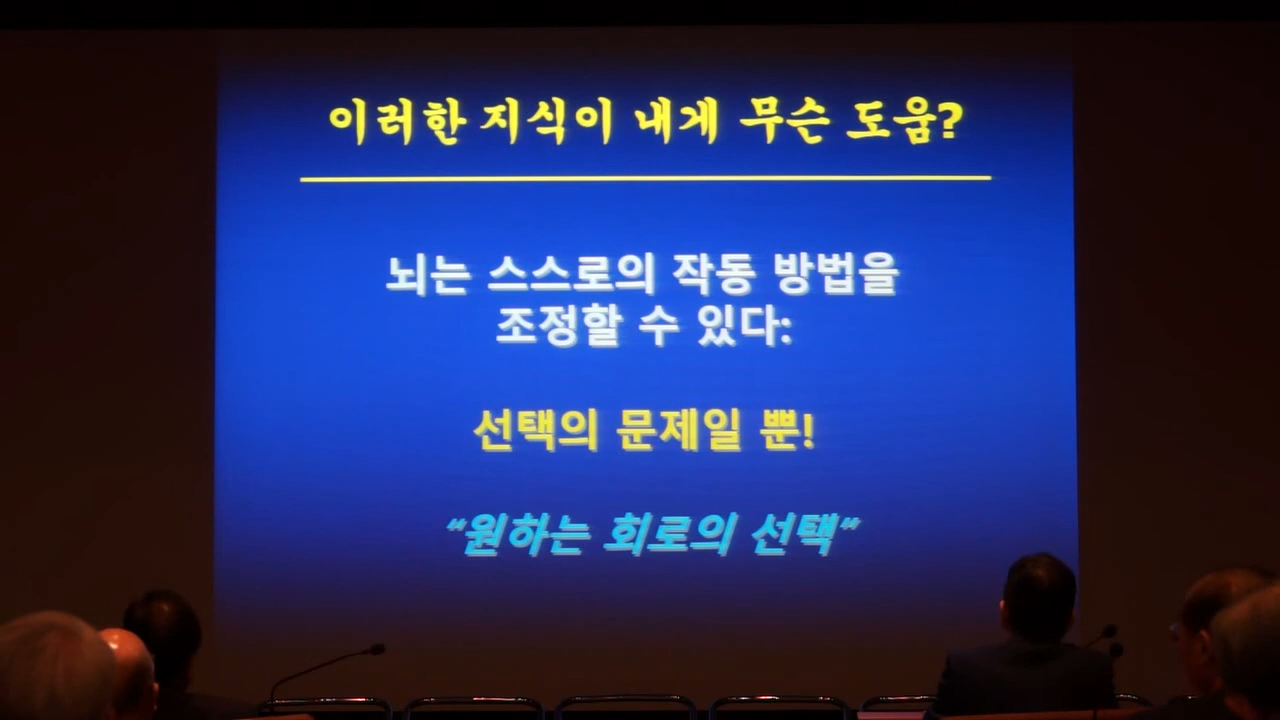 이러한 지식이 내게 무슨 도움?
뇌는 스스로의 작동 방법을
조정할 수 있다:
선택의 문제일 뿐!
“원하는 회로의 선택”